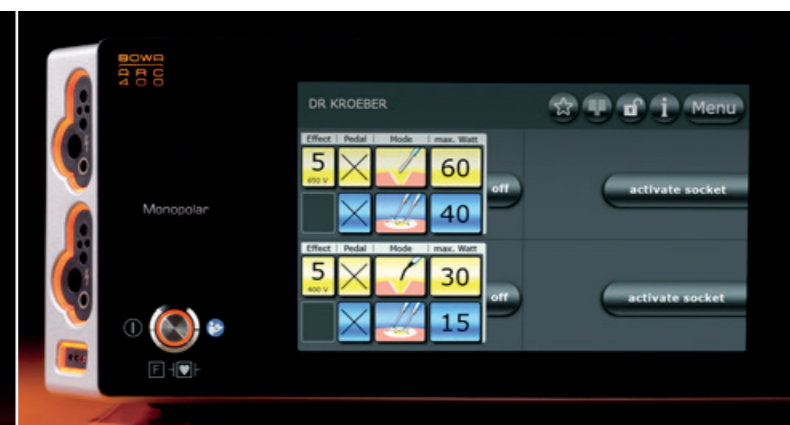 BOWA
ARC
400
Monopolar
F
DR KROEBER
i Menu
Effect Pedal Mode max. Watt
5 60
650 V
off
activate socket
40
Effect Pedal Mode max. Watt
5 30
400 V
off
activate socket
15